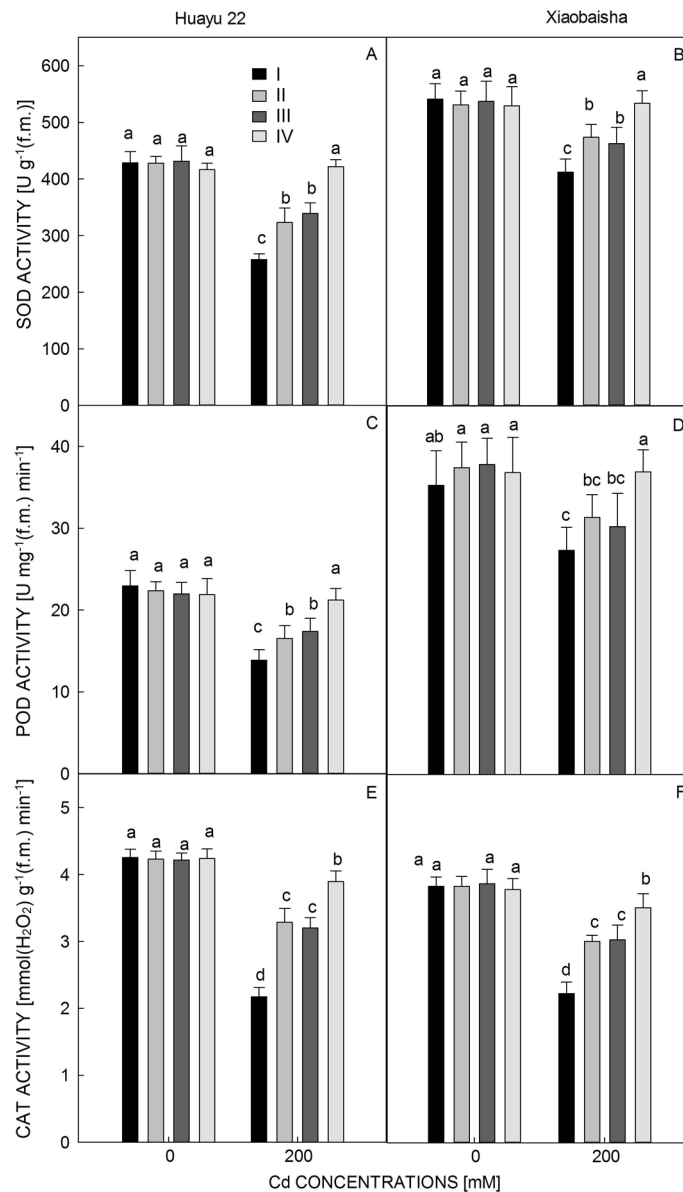 Huayu 22
Xiaobaisha
A
B
I
II
III
IV
SOD ACTIVITY [U g⁻¹(f.m.)]
600
500
400
300
200
100
0
a a a a
c b b a
a a a a
c b b a
C
D
POD ACTIVITY [U mg⁻¹(f.m.) min⁻¹]
40
30
20
10
0
a a a a
c b b a
ab a a a
c bc bc a
E
F
CAT ACTIVITY [mmol(H₂O₂) g⁻¹(f.m.) min⁻¹]
5
4
3
2
1
0
a a a a
d c c b
a a a a
d c c b
0 200 0 200
Cd CONCENTRATIONS [mM]